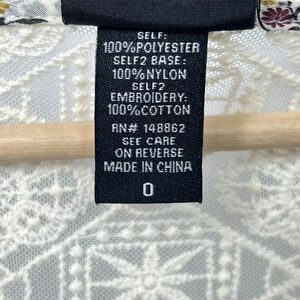 SELF:
100%POLYESTER
SELF2 BASE:
100%NYLON
SELF2
EMBROIDERY:
100%COTTON
RN# 148862
SEE CARE
ON REVERSE
MADE IN CHINA
0